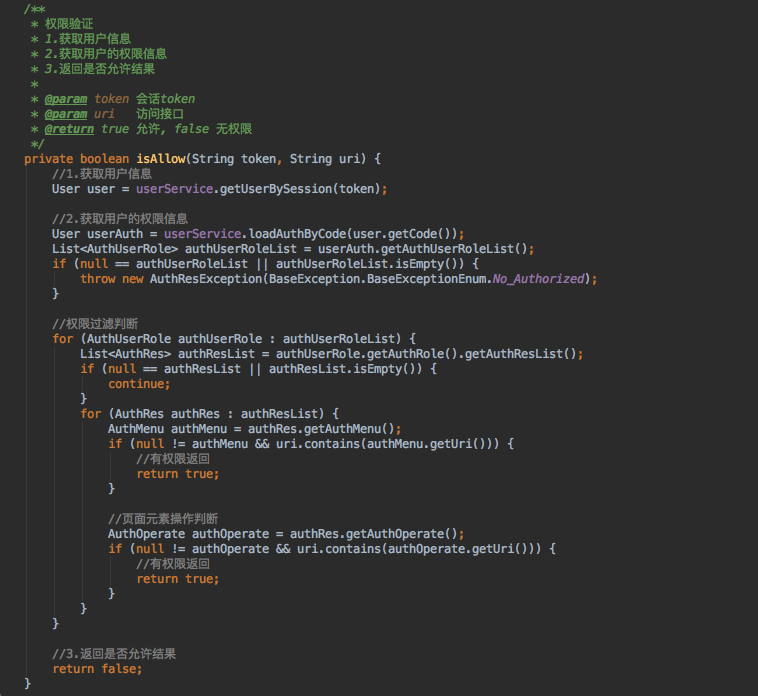 /**
 * 权限验证
 * 1.获取用户信息
 * 2.获取用户的权限信息
 * 3.返回是否允许结果
 *
 * @param token 会话token
 * @param uri   访问接口
 * @return true 允许, false 无权限
 */
private boolean isAllow(String token, String uri) {
    //1.获取用户信息
    User user = userService.getUserBySession(token);

    //2.获取用户的权限信息
    User userAuth = userService.loadAuthByCode(user.getCode());
    List<AuthUserRole> authUserRoleList = userAuth.getAuthUserRoleList();
    if (null == authUserRoleList || authUserRoleList.isEmpty()) {
        throw new AuthResException(BaseException.BaseExceptionEnum.No_Authorized);
    }

    //权限过滤判断
    for (AuthUserRole authUserRole : authUserRoleList) {
        List<AuthRes> authResList = authUserRole.getAuthRole().getAuthResList();
        if (null == authResList || authResList.isEmpty()) {
            continue;
        }
        for (AuthRes authRes : authResList) {
            AuthMenu authMenu = authRes.getAuthMenu();
            if (null != authMenu && uri.contains(authMenu.getUri())) {
                //有权限返回
                return true;
            }

            //页面元素操作判断
            AuthOperate authOperate = authRes.getAuthOperate();
            if (null != authOperate && uri.contains(authOperate.getUri())) {
                //有权限返回
                return true;
            }
        }
    }

    //3.返回是否允许结果
    return false;
}